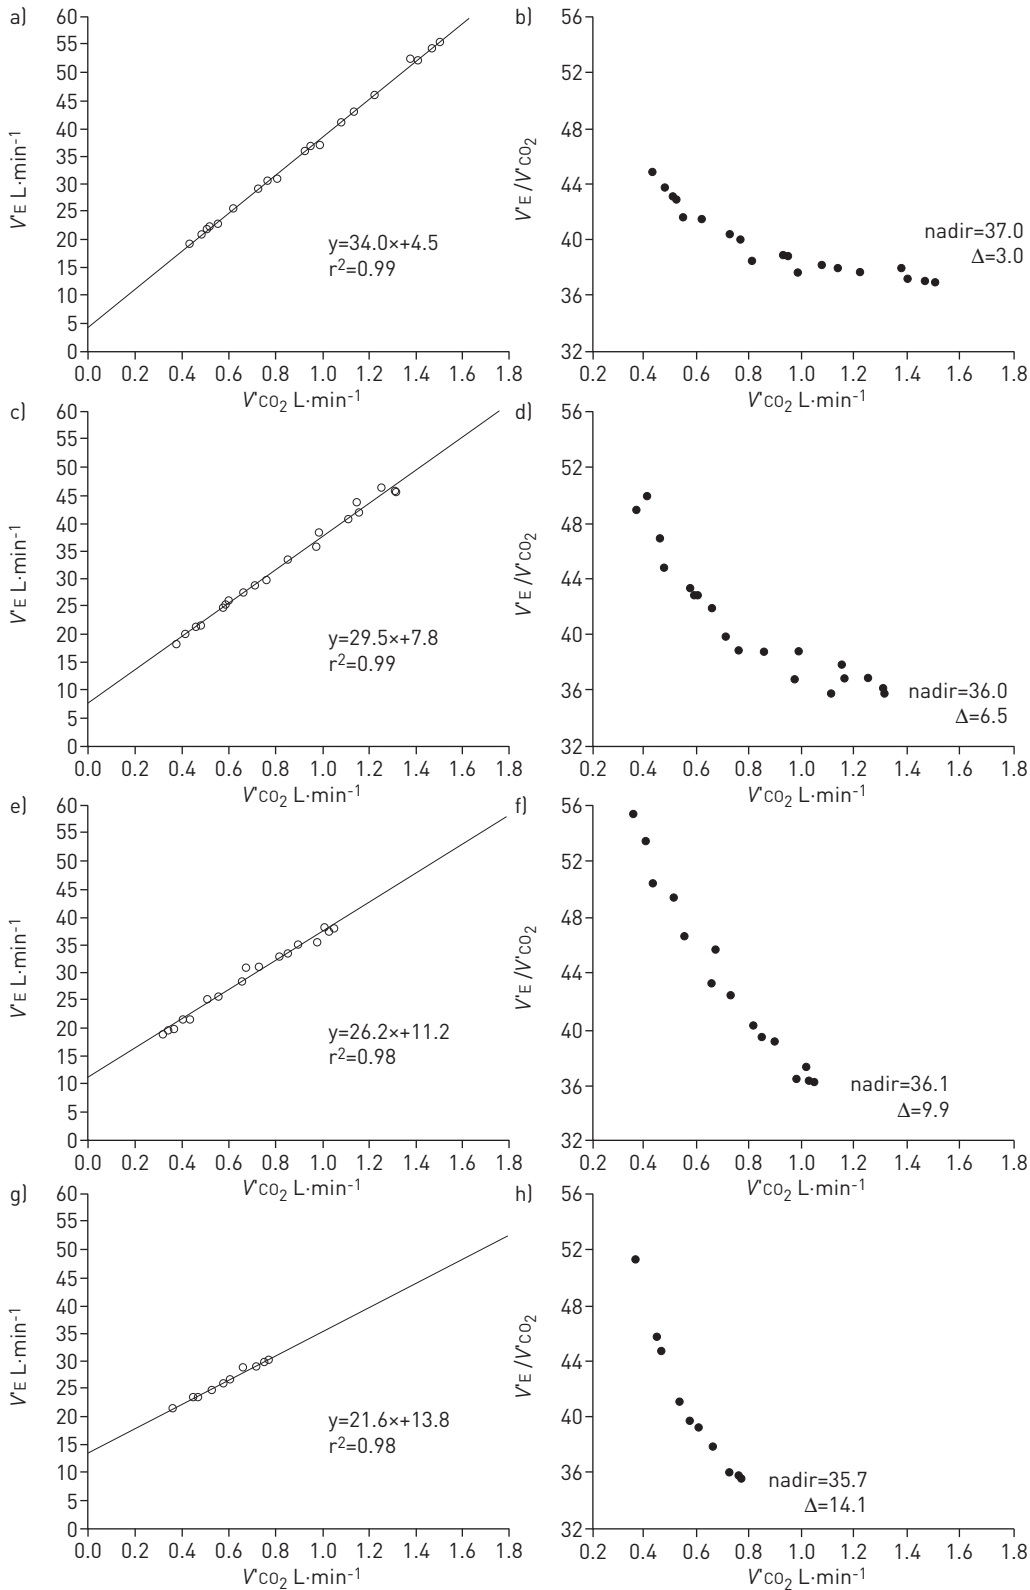 a)
60
55
50
45
40
35
30
25
20
15
10
5
0
V'E L·min-1
y=34.0×+4.5
r2=0.99
0.0 0.2 0.4 0.6 0.8 1.0 1.2 1.4 1.6 1.8
V'CO2 L·min-1
b)
56
52
48
44
40
36
32
V'E /V'CO2
nadir=37.0
Δ=3.0
0.2 0.4 0.6 0.8 1.0 1.2 1.4 1.6 1.8
V'CO2 L·min-1
c)
60
55
50
45
40
35
30
25
20
15
10
5
0
V'E L·min-1
y=29.5×+7.8
r2=0.99
0.0 0.2 0.4 0.6 0.8 1.0 1.2 1.4 1.6 1.8
V'CO2 L·min-1
d)
56
52
48
44
40
36
32
V'E /V'CO2
nadir=36.0
Δ=6.5
0.2 0.4 0.6 0.8 1.0 1.2 1.4 1.6 1.8
V'CO2 L·min-1
e)
60
55
50
45
40
35
30
25
20
15
10
5
0
V'E L·min-1
y=26.2×+11.2
r2=0.98
0.0 0.2 0.4 0.6 0.8 1.0 1.2 1.4 1.6 1.8
V'CO2 L·min-1
f)
56
52
48
44
40
36
32
V'E /V'CO2
nadir=36.1
Δ=9.9
0.2 0.4 0.6 0.8 1.0 1.2 1.4 1.6 1.8
V'CO2 L·min-1
g)
60
55
50
45
40
35
30
25
20
15
10
5
0
V'E L·min-1
y=21.6×+13.8
r2=0.98
0.0 0.2 0.4 0.6 0.8 1.0 1.2 1.4 1.6 1.8
V'CO2 L·min-1
h)
56
52
48
44
40
36
32
V'E /V'CO2
nadir=35.7
Δ=14.1
0.2 0.4 0.6 0.8 1.0 1.2 1.4 1.6 1.8
V'CO2 L·min-1